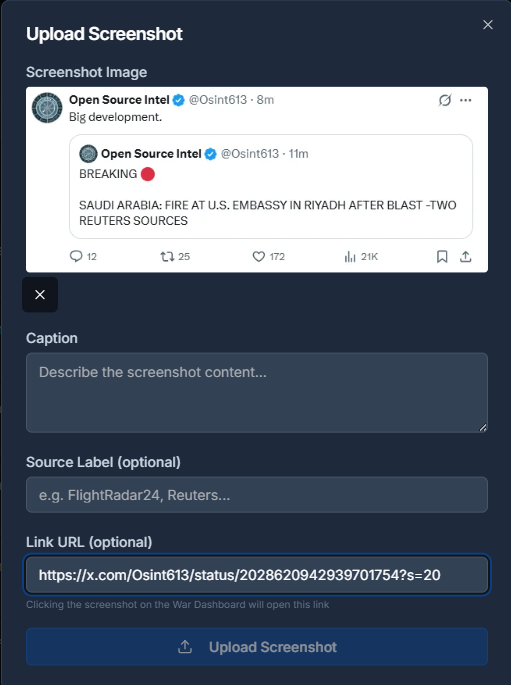 Upload Screenshot
Screenshot Image
Open Source Intel @Osint613 · 8m
Big development.
Open Source Intel @Osint613 · 11m
BREAKING 🔴
SAUDI ARABIA: FIRE AT U.S. EMBASSY IN RIYADH AFTER BLAST -TWO
REUTERS SOURCES
12 25 172 21K
Caption
Describe the screenshot content...
Source Label (optional)
e.g. FlightRadar24, Reuters...
Link URL (optional)
https://x.com/Osint613/status/2028620942939701754?s=20
Clicking the screenshot on the War Dashboard will open this link
Upload Screenshot